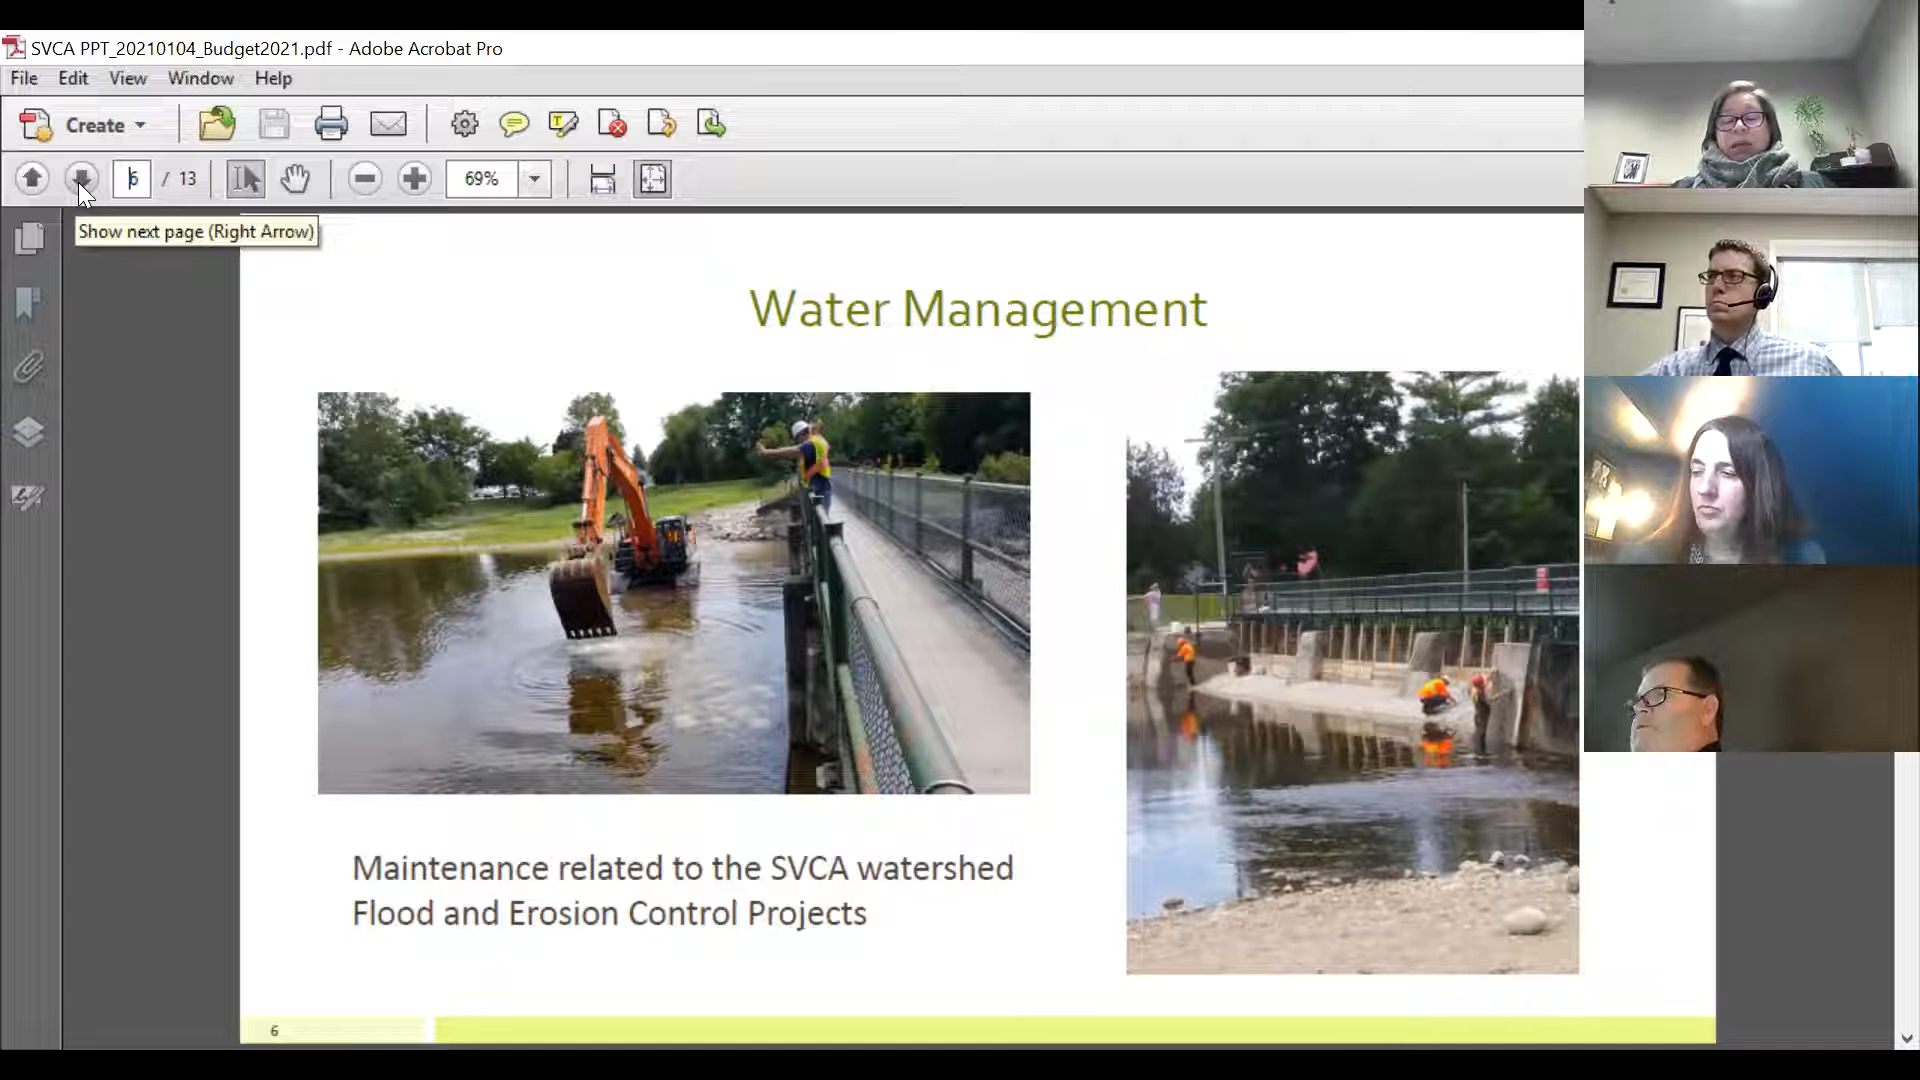 SVCA PPT_20210104_Budget2021.pdf - Adobe Acrobat Pro
File Edit View Window Help
Create
6 / 13 69%
Show next page (Right Arrow)
Water Management
Maintenance related to the SVCA watershed
Flood and Erosion Control Projects
6